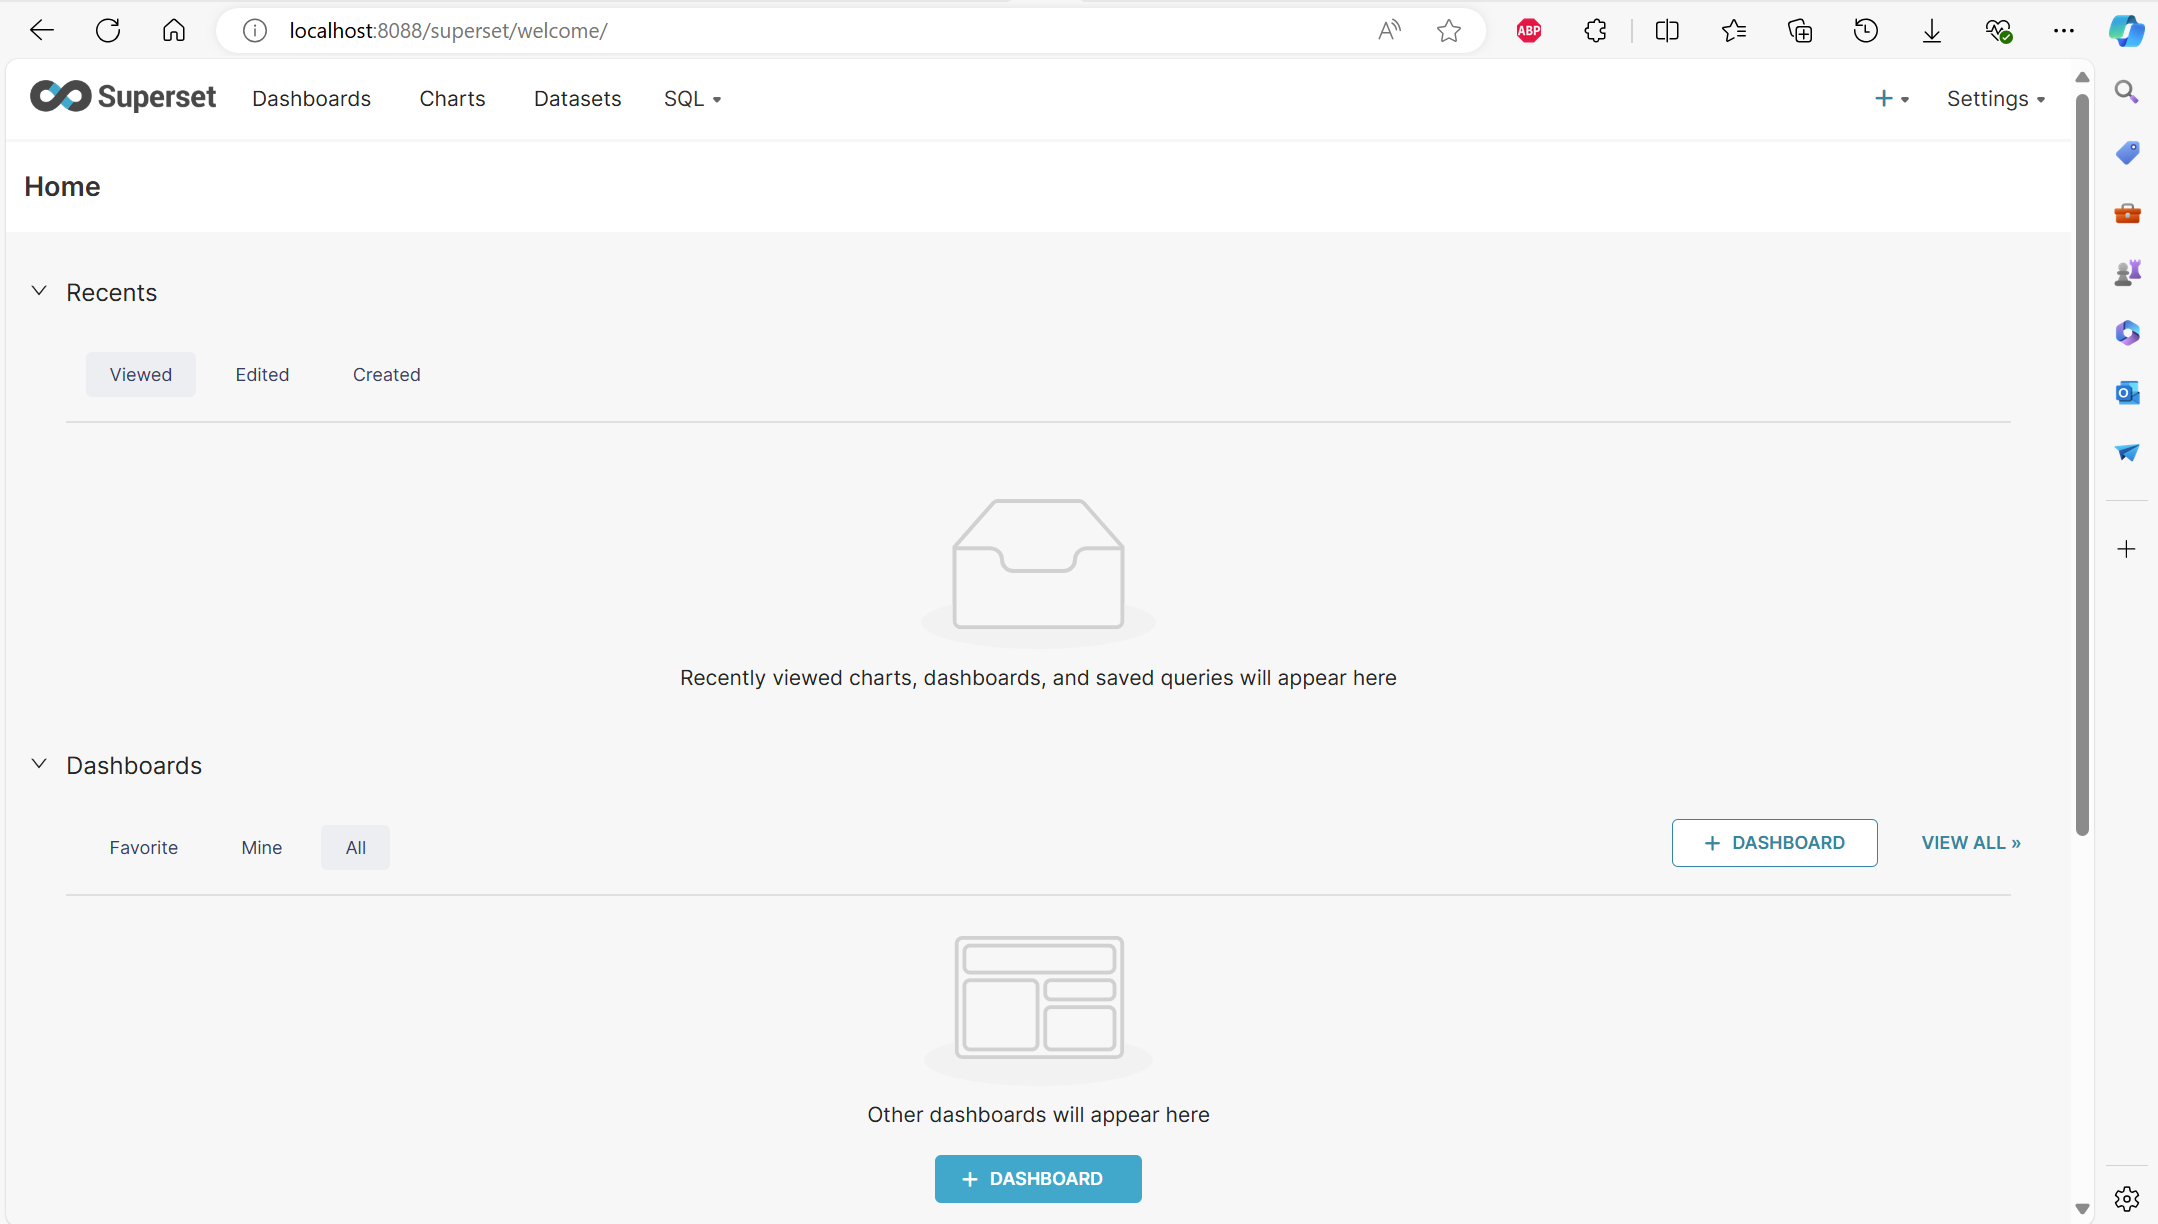 localhost:8088/superset/welcome/
ABP
Superset Dashboards Charts Datasets SQL + Settings
Home
Recents
Viewed Edited Created
Recently viewed charts, dashboards, and saved queries will appear here
Dashboards
Favorite Mine All + DASHBOARD VIEW ALL »
Other dashboards will appear here
+ DASHBOARD